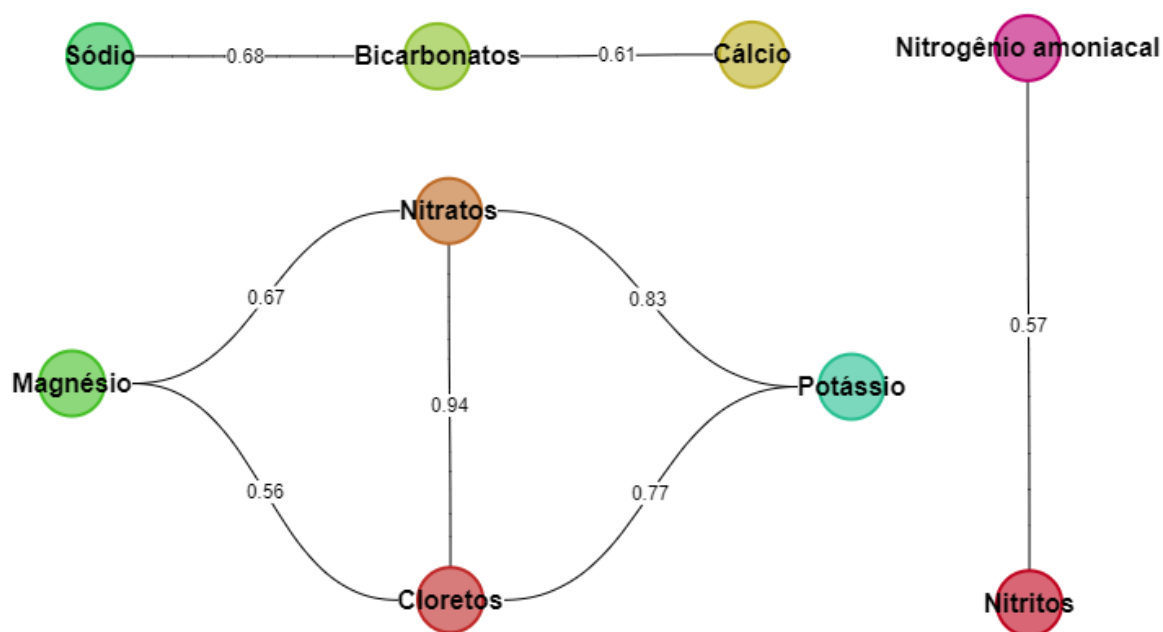 Sódio
0.68
Bicarbonatos
0.61
Cálcio
Nitrogênio amoniacal
Nitratos
0.67
0.83
0.57
Magnésio
0.94
Potássio
0.56
0.77
Cloretos
Nitritos